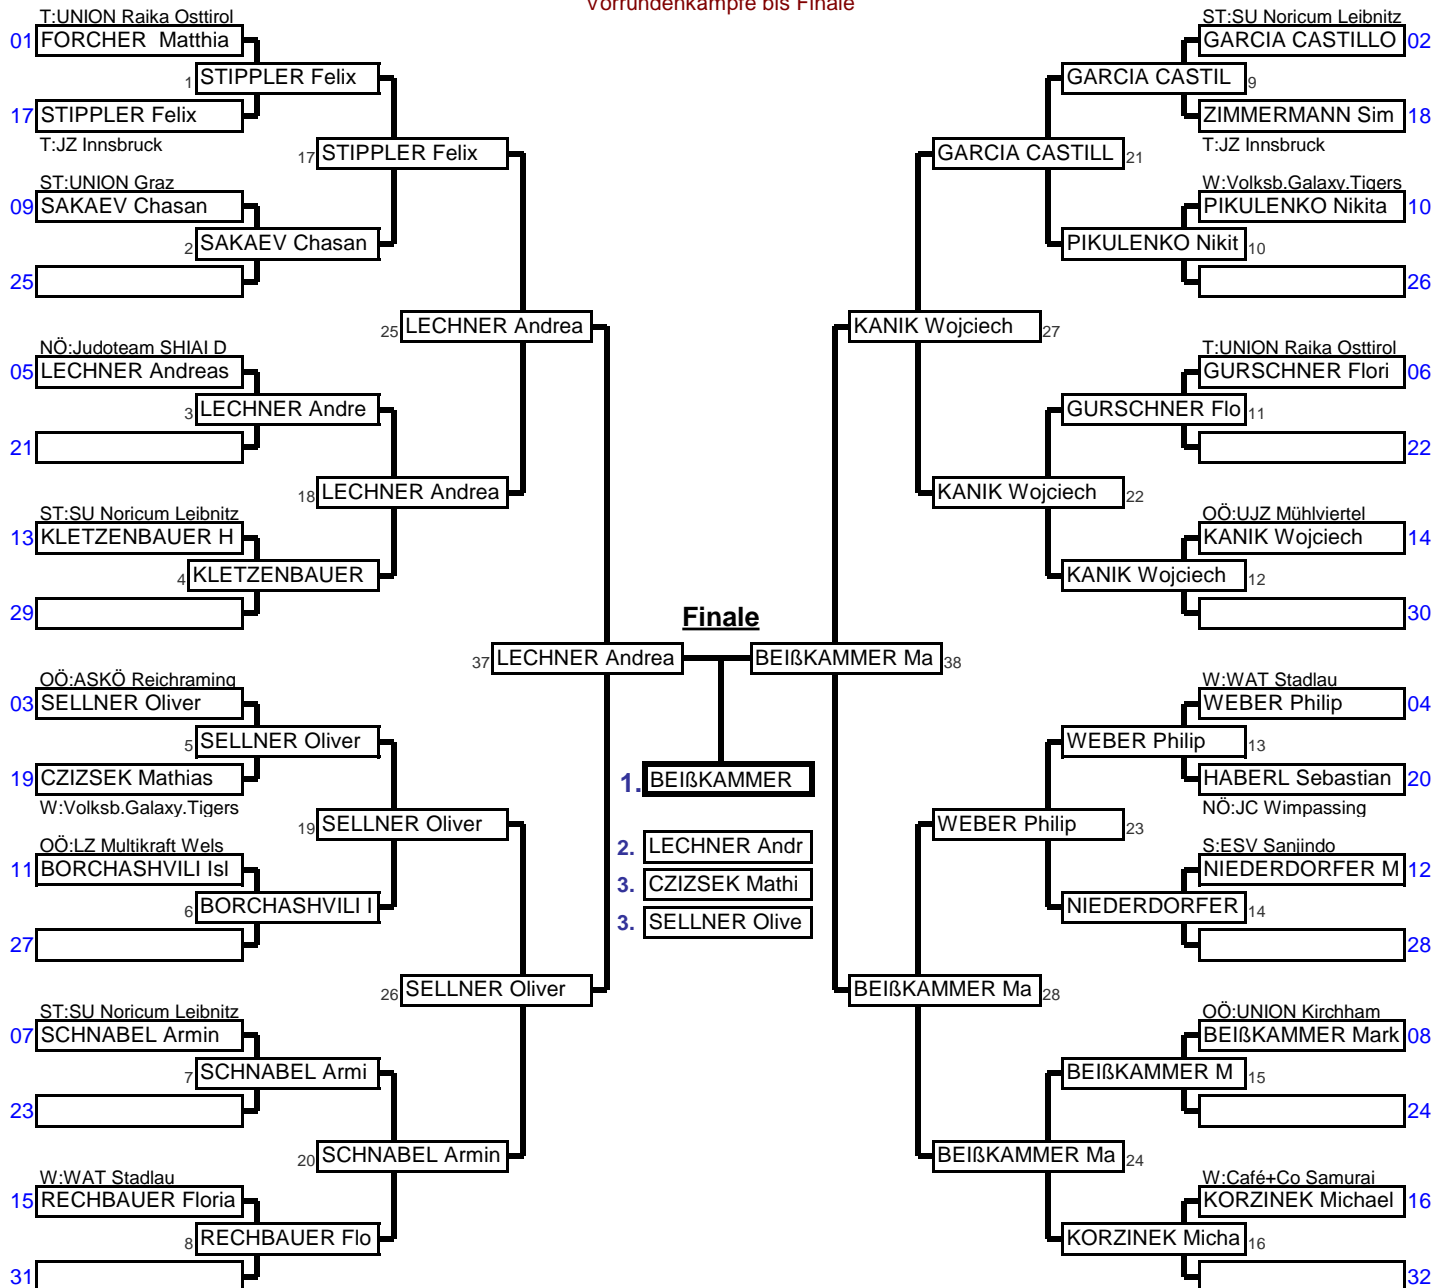 Vorrundenkämpfe bis Finale
T:UNION Raika Osttirol
01 FORCHER Matthia
1 STIPPLER Felix
17 STIPPLER Felix
T:JZ Innsbruck
17 STIPPLER Felix
ST:UNION Graz
09 SAKAEV Chasan
2 SAKAEV Chasan
25
25 LECHNER Andrea
NÖ:Judoteam SHIAI D
05 LECHNER Andreas
3 LECHNER Andre
21
18 LECHNER Andrea
ST:SU Noricum Leibnitz
13 KLETZENBAUER H
4 KLETZENBAUER
29
37 LECHNER Andrea
OÖ:ASKÖ Reichraming
03 SELLNER Oliver
5 SELLNER Oliver
19 CZIZSEK Mathias
W:Volksb.Galaxy.Tigers
19 SELLNER Oliver
OÖ:LZ Multikraft Wels
11 BORCHASHVILI Isl
6 BORCHASHVILI I
27
26 SELLNER Oliver
ST:SU Noricum Leibnitz
07 SCHNABEL Armin
7 SCHNABEL Armi
23
20 SCHNABEL Armin
W:WAT Stadlau
15 RECHBAUER Floria
8 RECHBAUER Flo
31
Finale
1. BEIßKAMMER
2. LECHNER Andr
3. CZIZSEK Mathi
3. SELLNER Olive
ST:SU Noricum Leibnitz
GARCIA CASTILLO 02
GARCIA CASTIL 9
ZIMMERMANN Sim 18
T:JZ Innsbruck
GARCIA CASTILL 21
W:Volksb.Galaxy.Tigers
PIKULENKO Nikita 10
PIKULENKO Nikit 10
26
KANIK Wojciech 27
T:UNION Raika Osttirol
GURSCHNER Flori 06
GURSCHNER Flo 11
22
KANIK Wojciech 22
OÖ:UJZ Mühlviertel
KANIK Wojciech 14
KANIK Wojciech 12
30
BEIßKAMMER Ma 38
W:WAT Stadlau
WEBER Philip 04
WEBER Philip 13
HABERL Sebastian 20
NÖ:JC Wimpassing
WEBER Philip 23
S:ESV Sanjindo
NIEDERDORFER M 12
NIEDERDORFER 14
28
BEIßKAMMER Ma 28
OÖ:UNION Kirchham
BEIßKAMMER Mark 08
BEIßKAMMER M 15
24
BEIßKAMMER Ma 24
W:Café+Co Samurai
KORZINEK Michael 16
KORZINEK Micha 16
32